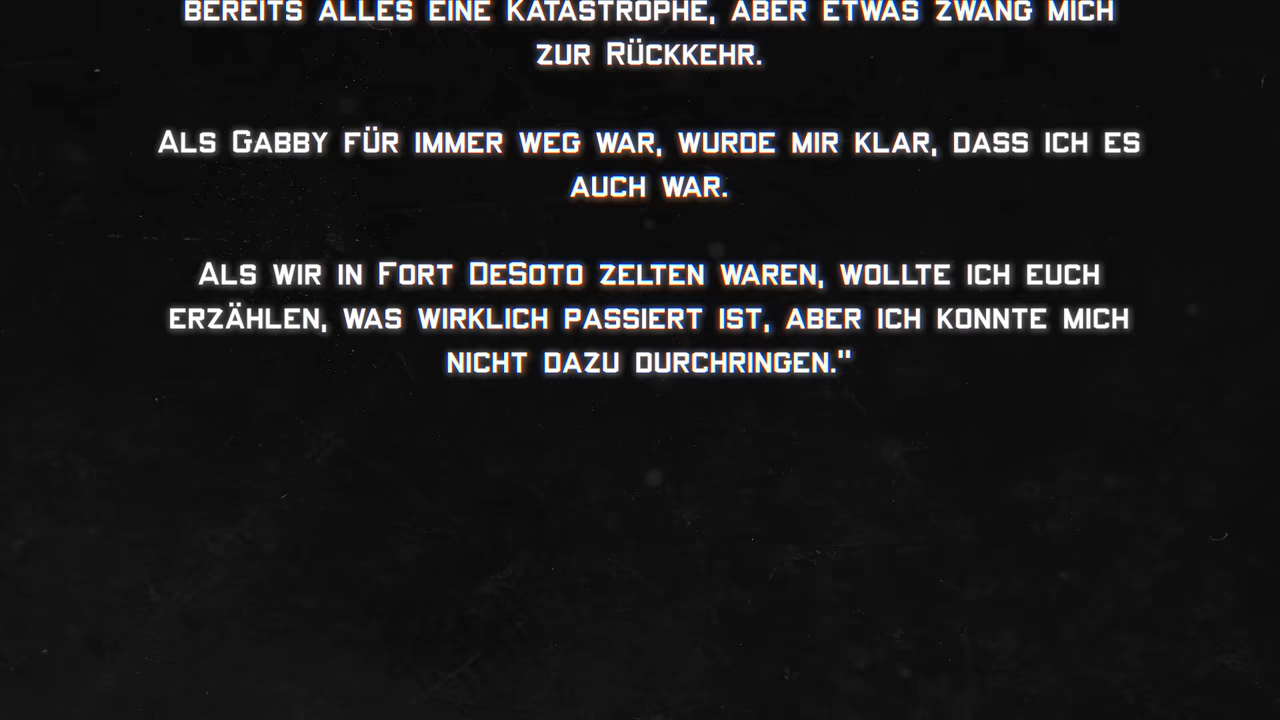 BEREITS ALLES EINE KATASTROPHE, ABER ETWAS ZWANG MICH
ZUR RÜCKKEHR.
ALS GABBY FÜR IMMER WEG WAR, WURDE MIR KLAR, DASS ICH ES
AUCH WAR.
ALS WIR IN FORT DESOTO ZELTEN WAREN, WOLLTE ICH EUCH
ERZÄHLEN, WAS WIRKLICH PASSIERT IST, ABER ICH KONNTE MICH
NICHT DAZU DURCHRINGEN."